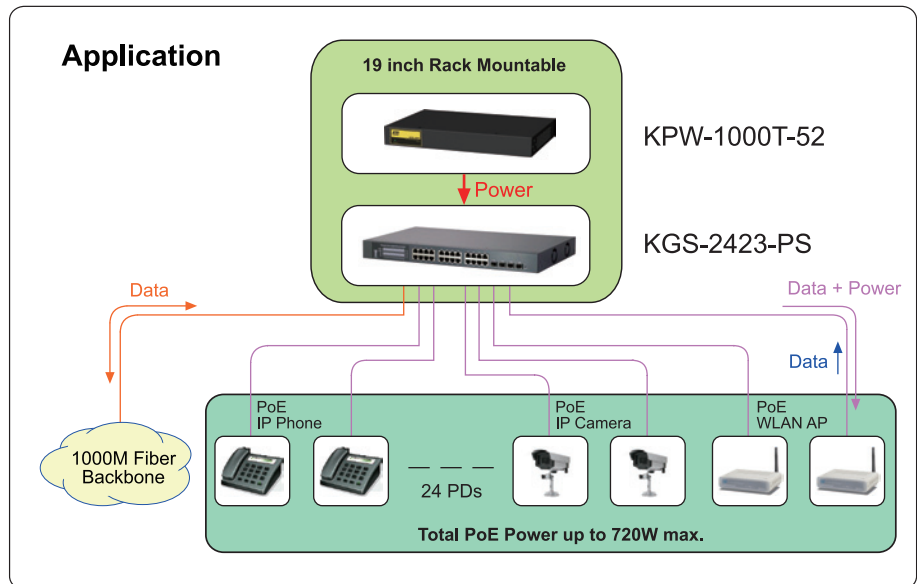 Application
19 inch Rack Mountable
KPW-1000T-52
Power
KGS-2423-PS
Data
Data + Power
Data
PoE
IP Phone
PoE
IP Camera
PoE
WLAN AP
1000M Fiber
Backbone
24 PDs
Total PoE Power up to 720W max.